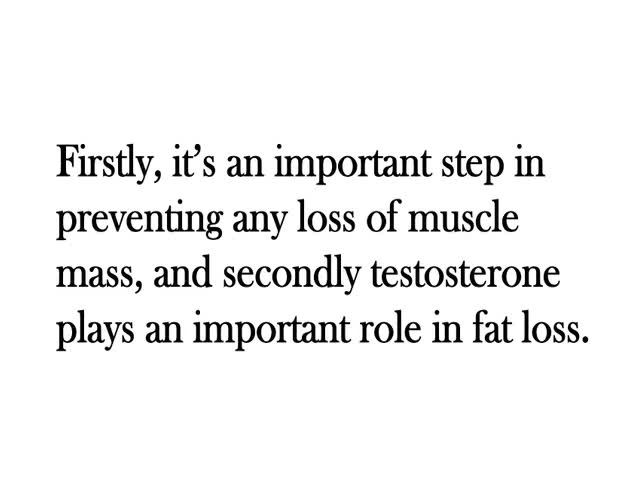 Firstly, it’s an important step in
preventing any loss of muscle
mass, and secondly testosterone
plays an important role in fat loss.